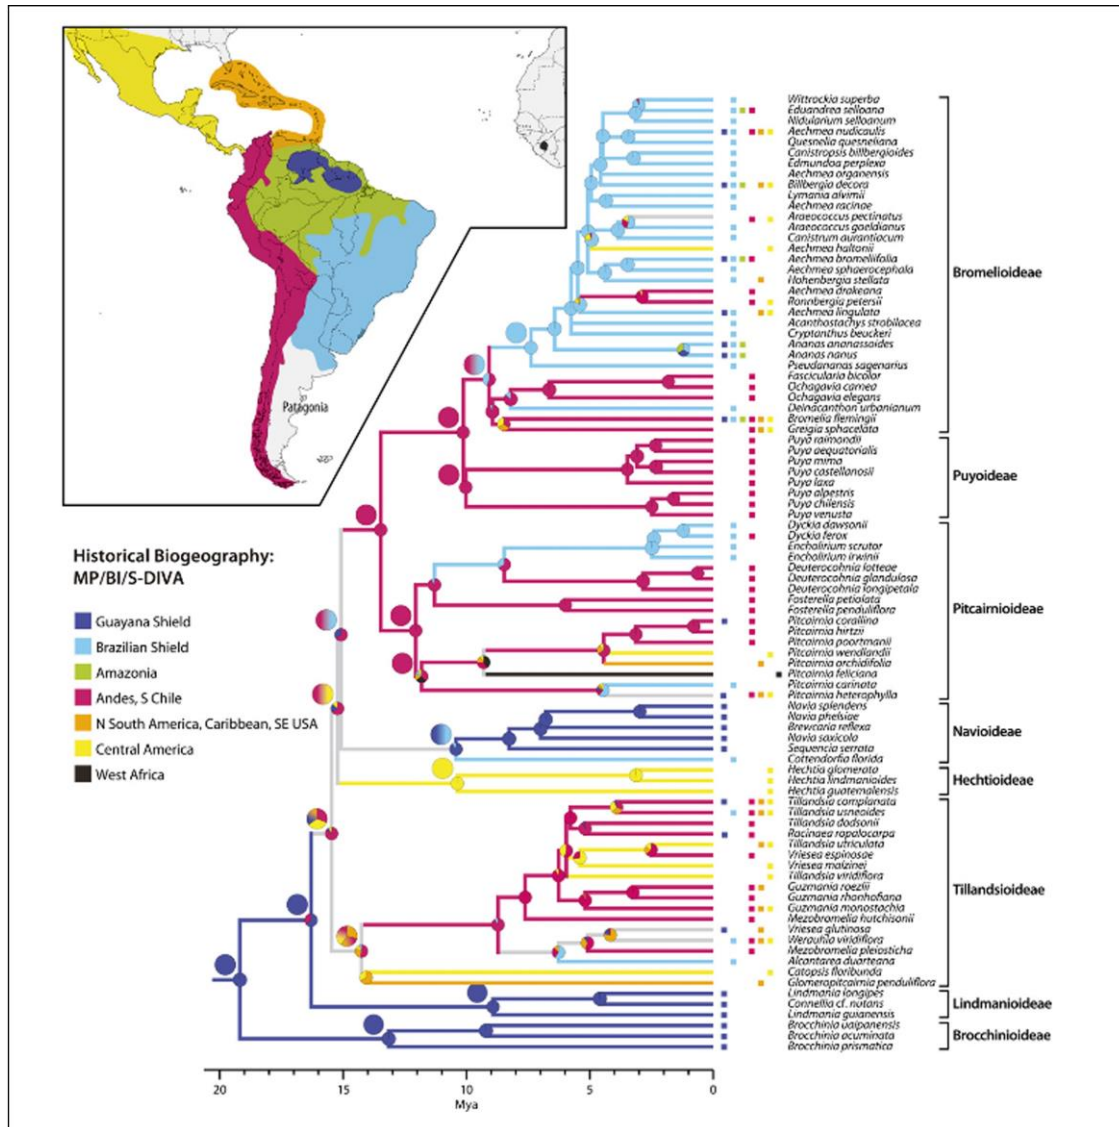 Patagonia
Historical Biogeography:
MP/BI/S-DIVA
Guayana Shield
Brazilian Shield
Amazonia
Andes, S Chile
N South America, Caribbean, SE USA
Central America
West Africa
Wittrockia superba
Eduandrea selloana
Nidularium selloanum
Aechmea nudicaulis
Quesnelia quesneliana
Canistropsis billbergioides
Edmundoa perplexa
Aechmea organensis
Billbergia decora
Lymania alvimii
Aechmea racinae
Araeococcus pectinatus
Araeococcus goeldianus
Canistrum aurantiacum
Aechmea haltonii
Aechmea bromeliifolia
Aechmea sphaerocephala
Hohenbergia stellata
Aechmea drakeana
Ronnbergia petersii
Aechmea lingulata
Acanthostachys strobilacea
Cryptanthus beuckeri
Ananas ananassoides
Ananas nanus
Pseudananas sagenarius
Fascicularia bicolor
Ochagavia carnea
Ochagavia elegans
Deinacanthon urbanianum
Bromelia flemingii
Greigia sphacelata
Puya raimondii
Puya aequatorialis
Puya mima
Puya castellanosii
Puya laxa
Puya alpestris
Puya chilensis
Puya venusta
Dyckia dawsonii
Dyckia ferox
Encholirium scrutor
Encholirium irwinii
Deuterocohnia lotteae
Deuterocohnia glandulosa
Deuterocohnia longipetala
Fosterella petiolata
Fosterella penduliflora
Pitcairnia corallina
Pitcairnia hirtzii
Pitcairnia poortmanii
Pitcairnia wendlandii
Pitcairnia archidifolia
Pitcairnia feliciana
Pitcairnia carinata
Pitcairnia heterophylla
Navia splendens
Navia phelsiae
Brewcaria reflexa
Navia saxicola
Sequencia serrata
Cottendorfia florida
Hechtia glomerata
Hechtia lindmanioides
Hechtia guatemalensis
Tillandsia complanata
Tillandsia usneoides
Tillandsia dodsonii
Racinaea ropalocarpa
Tillandsia utriculata
Vriesea espinosae
Vriesea malzinei
Tillandsia viridiflora
Guzmania roezlii
Guzmania rhonhofiana
Guzmania monostachia
Mezobromelia hutchisonii
Vriesea glutinosa
Werauhia viridiflora
Mezobromelia pleiosticha
Alcantarea duarteana
Catopsis floribunda
Glomeropitcairnia penduliflora
Lindmania longipes
Connellia cf. nutans
Lindmania guianensis
Brocchinia uaipanensis
Brocchinia acuminata
Brocchinia prismatica
Bromelioideae
Puyoideae
Pitcairnioideae
Navioideae
Hechtioideae
Tillandsioideae
Lindmanioideae
Brocchinioideae
20 15 10 5 0
Mya